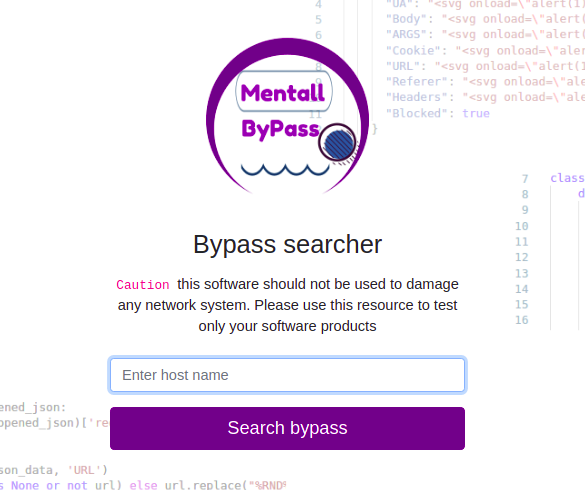 4 "UA": "<svg onload=\"alert(1)
5 "Body": "<svg onload=\"alert(
6 "ARGS": "<svg onload=\"alert(
"Cookie": "<svg onload=\"aler
8 "URL": "<svg onload=\"alert(1
9 "Referer": "<svg onload=\"ale
"Headers": "<svg onload=\"ale
11 "Blocked": true
}
Mentall
ByPass
7 class
8 d
9
10
11
12
13
14
15
16
Bypass searcher
Caution this software should not be used to damage
any network system. Please use this resource to test
only your software products
Enter host name
Search bypass
ened_json:
opened_json)['re
son_data, 'URL')
s None or not url) else url.replace("%RND